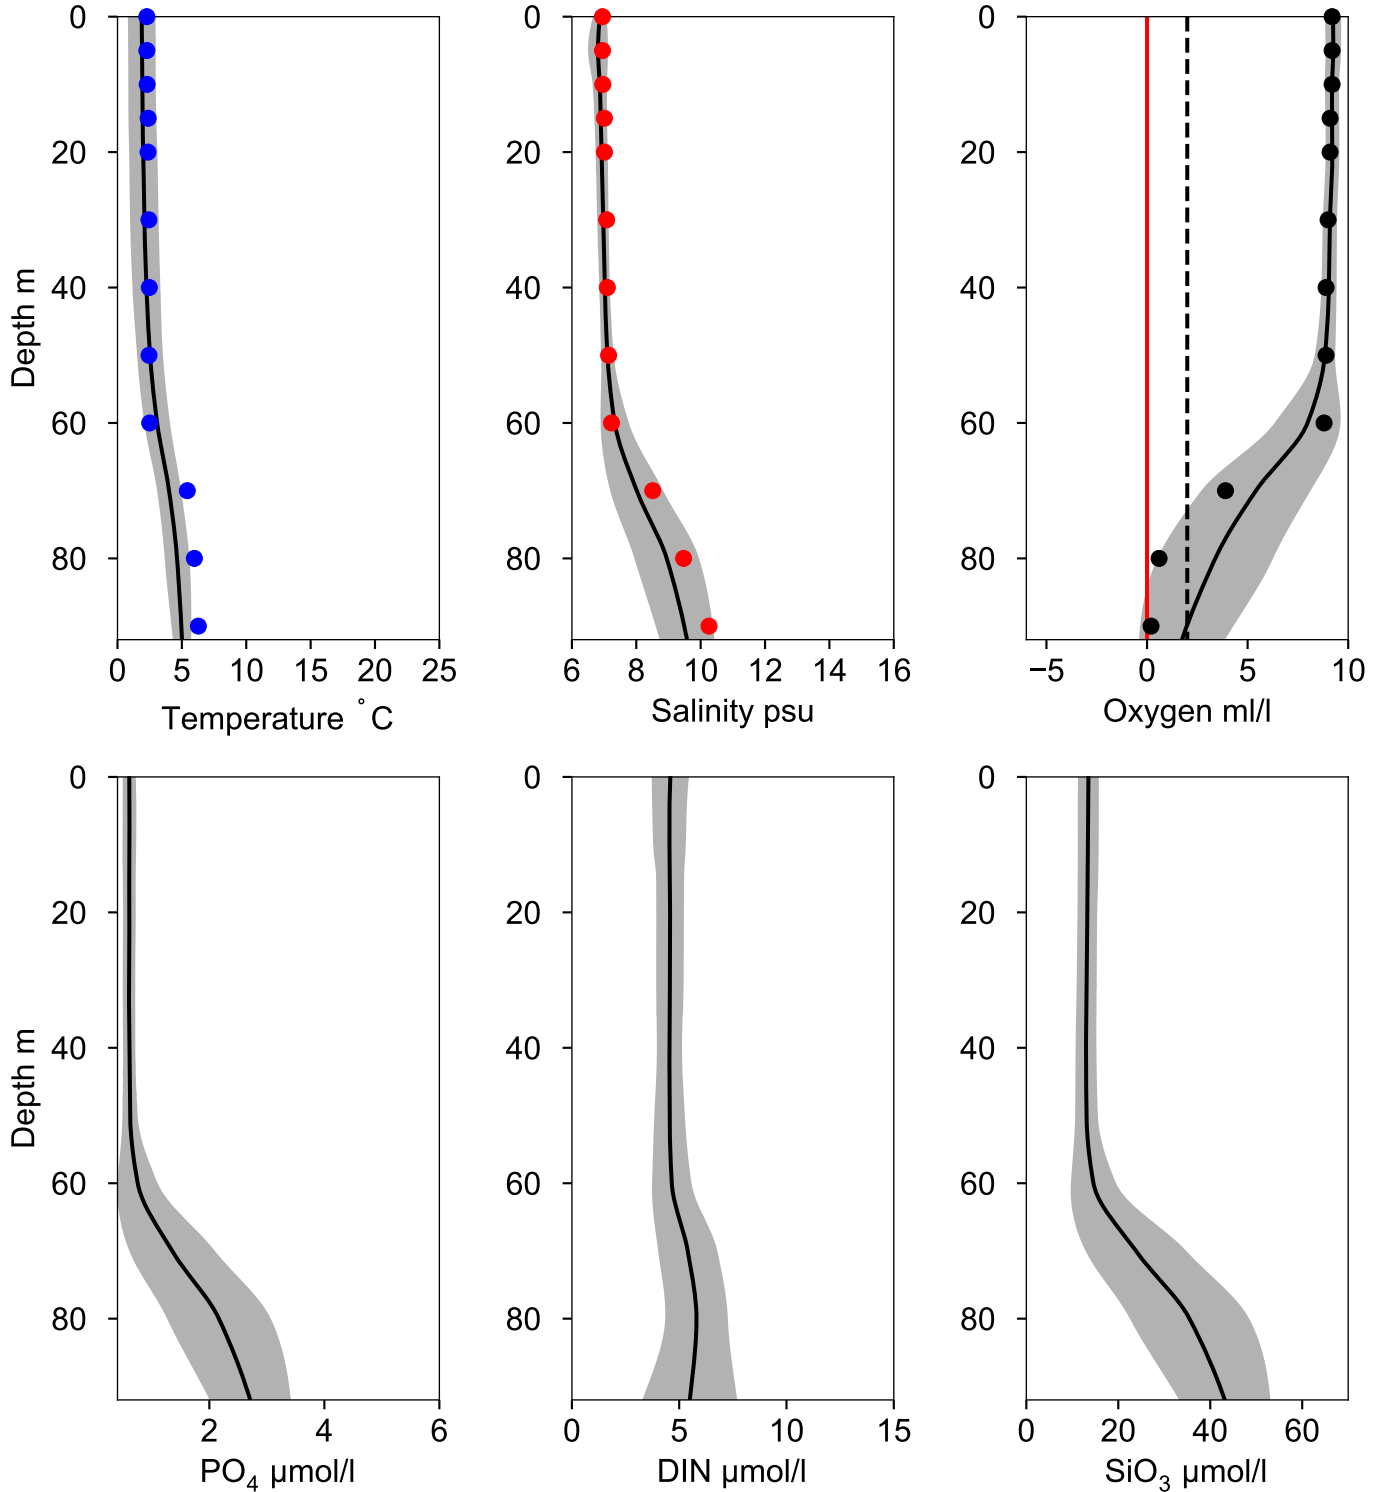 0
20
40
60
80
Depth m
0 5 10 15 20 25
Temperature °C
0
20
40
60
80
6 8 10 12 14 16
Salinity psu
0
20
40
60
80
−5 0 5 10
Oxygen ml/l
0
20
40
60
80
Depth m
2 4 6
PO₄ µmol/l
0
20
40
60
80
0 5 10 15
DIN µmol/l
0
20
40
60
80
0 20 40 60
SiO₃ µmol/l